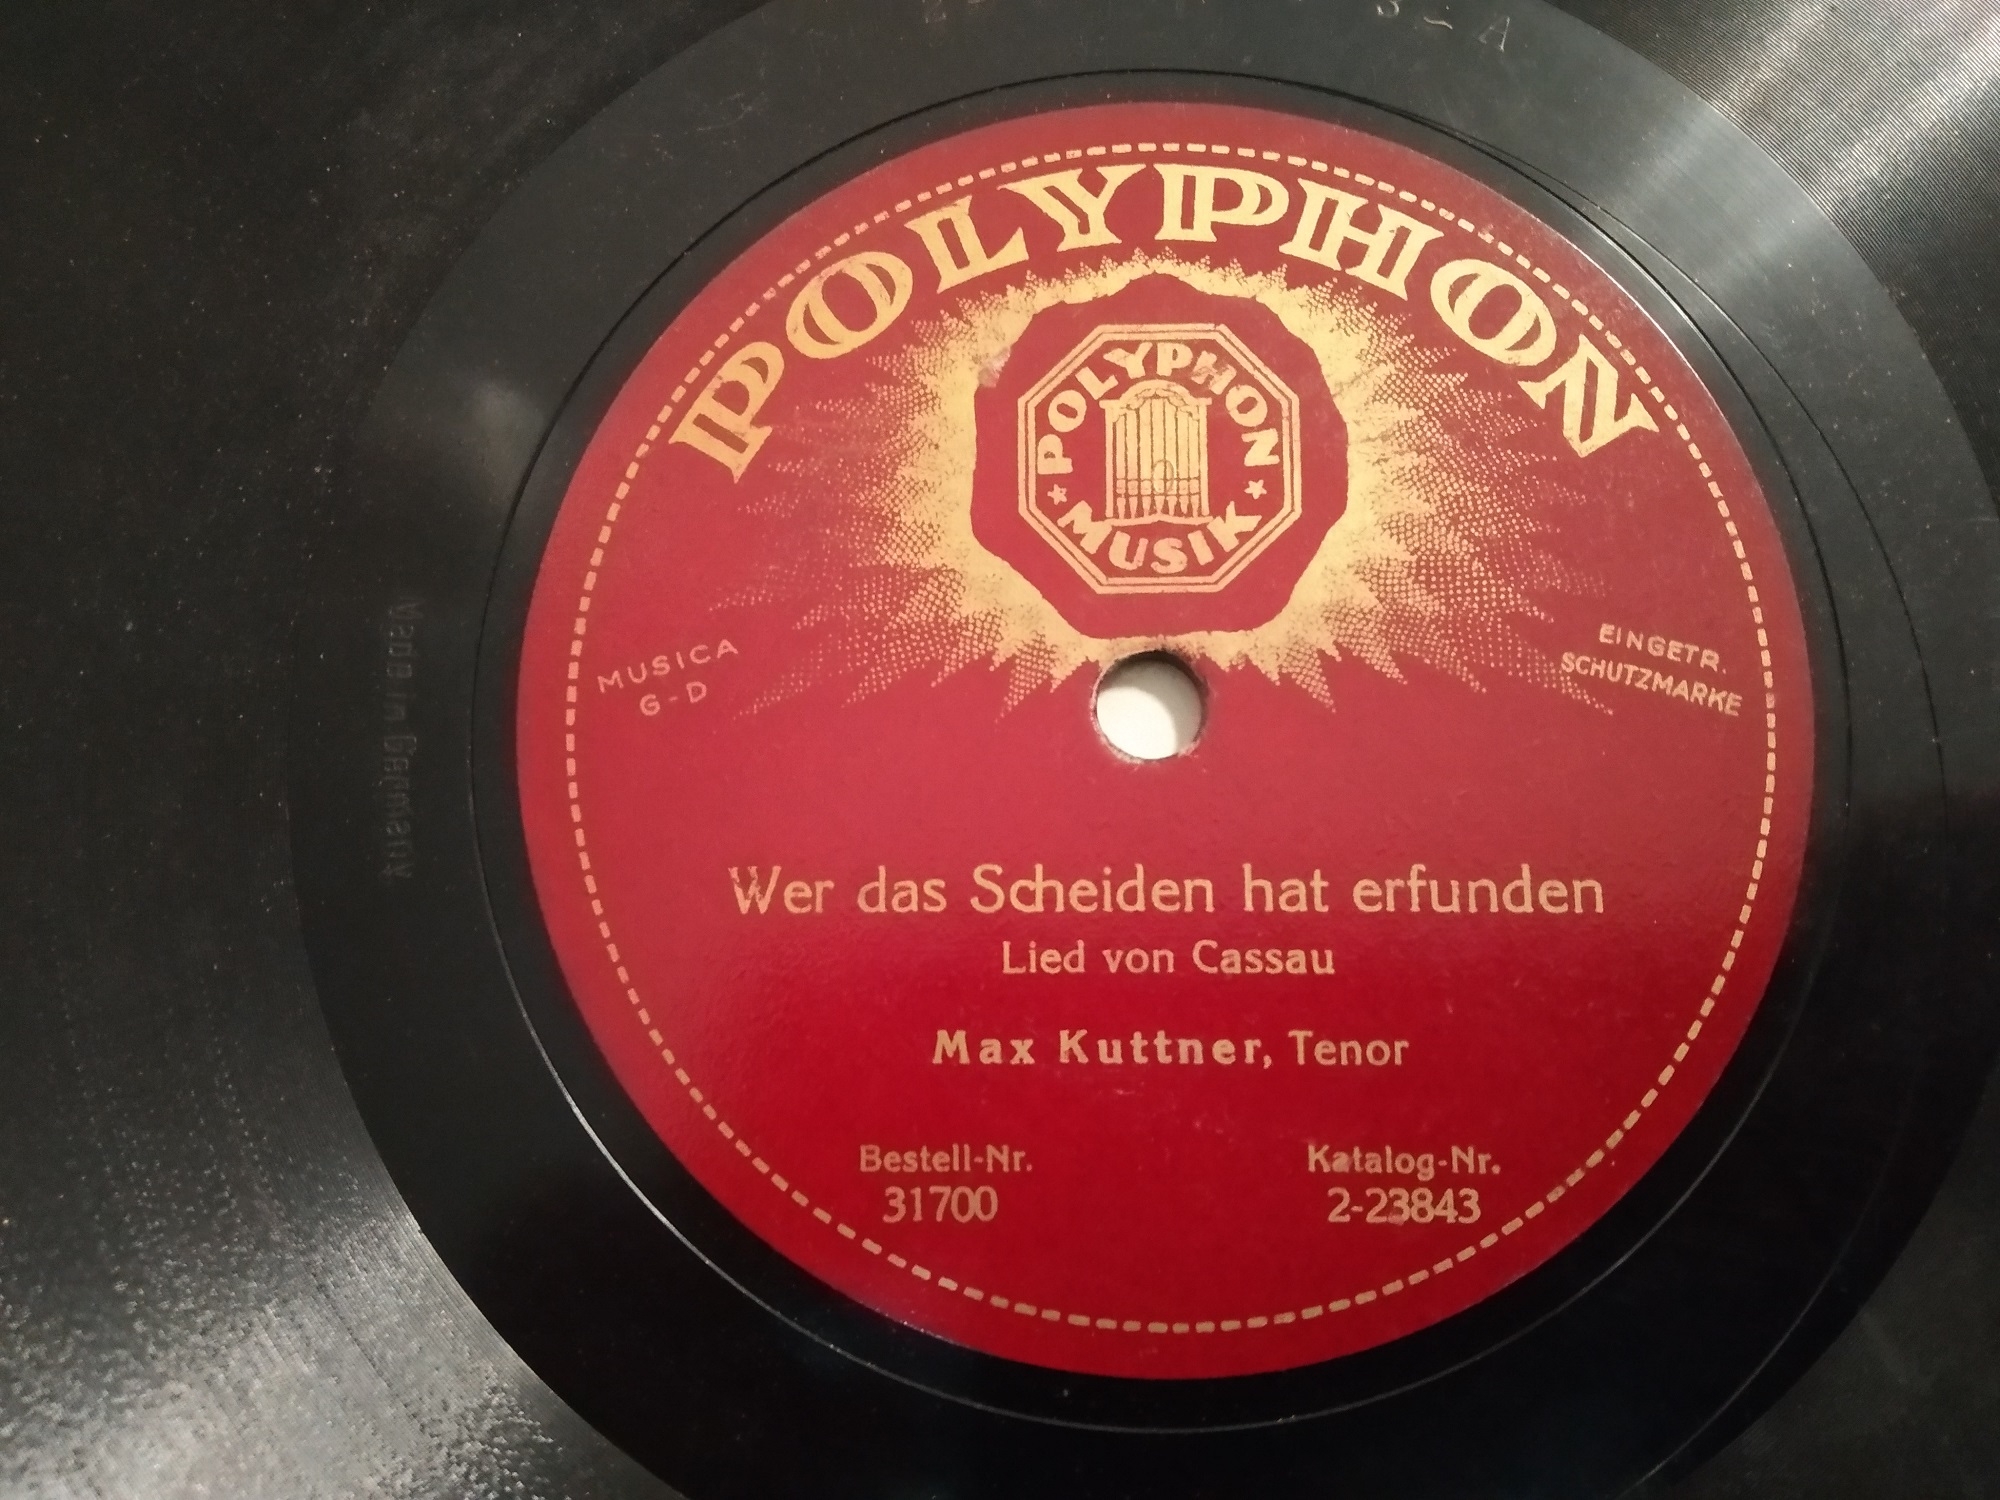 POLYPHON
POLYPHON
MUSIK
MUSICA
G-D
EINGETR.
SCHUTZMARKE
Wer das Scheiden hat erfunden
Lied von Cassau
Max Kuttner, Tenor
Bestell-Nr.
31700
Katalog-Nr.
2-23843
Made in Germany